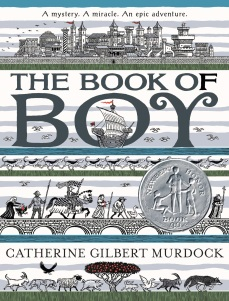 A mystery. A miracle. An epic adventure.
THE BOOK OF
BOY
CATHERINE GILBERT MURDOCK